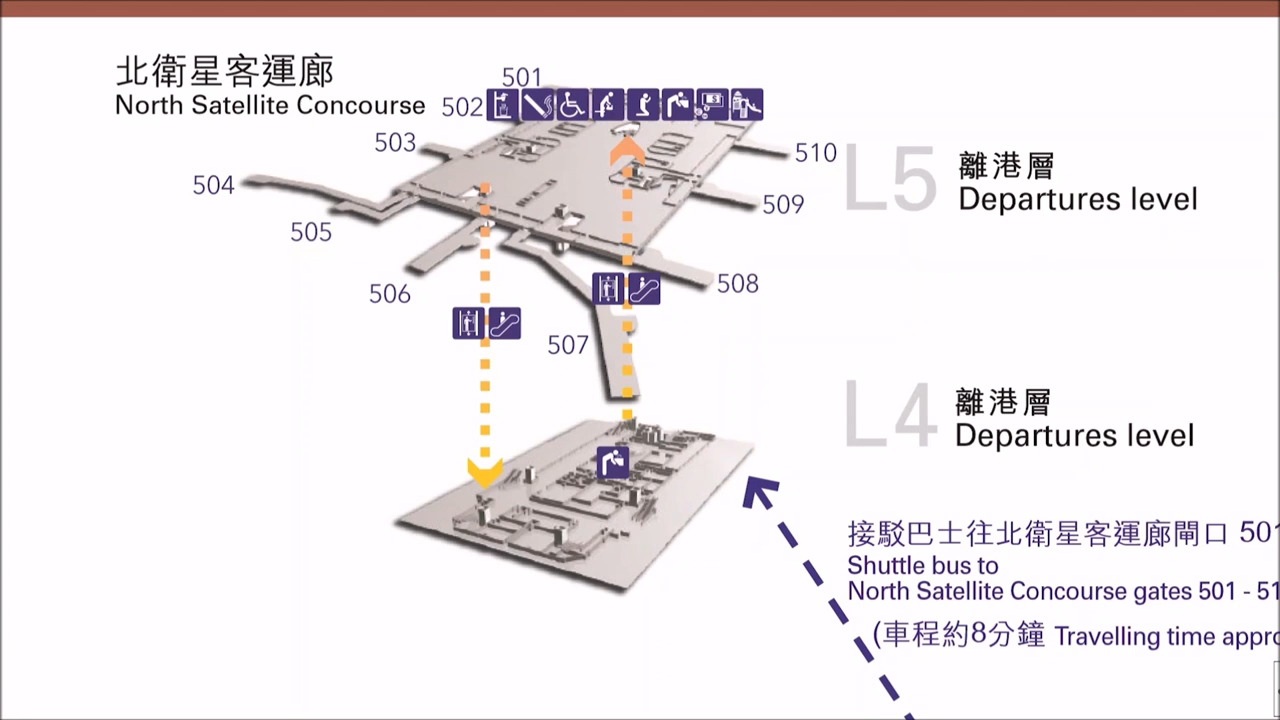 北衛星客運廊
North Satellite Concourse
501
502
503
504
505
506
507
508
509
510
L5
離港層
Departures level
L4
離港層
Departures level
接駁巴士往北衛星客運廊閘口 50
Shuttle bus to
North Satellite Concourse gates 501 - 51
(車程約8分鐘 Travelling time appro